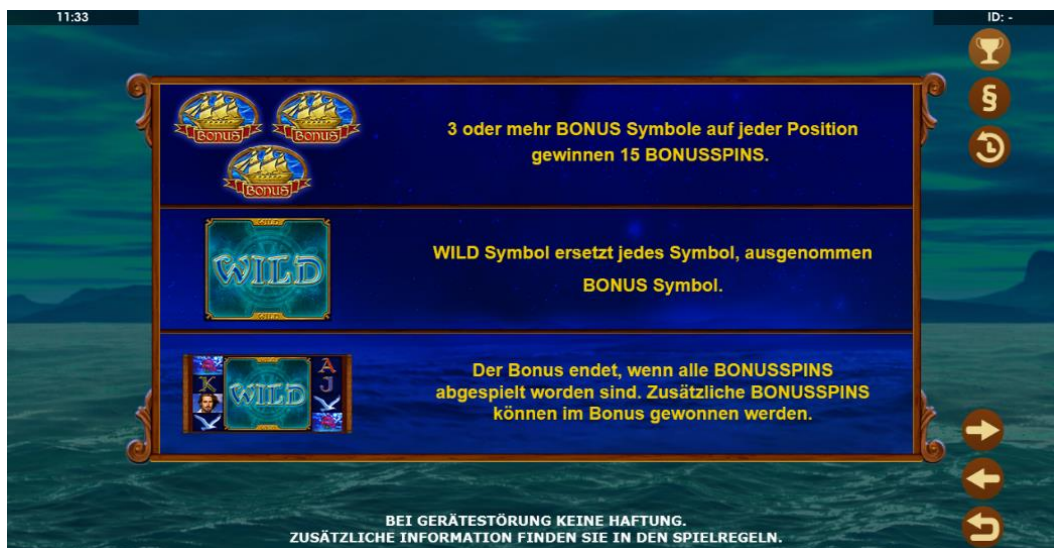 11:33
ID: -
§
BONUS
BONUS
BONUS
3 oder mehr BONUS Symbole auf jeder Position
gewinnen 15 BONUSSPINS.
WILD
WILD
WILD
WILD Symbol ersetzt jedes Symbol, ausgenommen
BONUS Symbol.
K
WILD
A
J
Der Bonus endet, wenn alle BONUSSPINS
abgespielt worden sind. Zusätzliche BONUSSPINS
können im Bonus gewonnen werden.
BEI GERÄTESTÖRUNG KEINE HAFTUNG.
ZUSÄTZLICHE INFORMATION FINDEN SIE IN DEN SPIELREGELN.